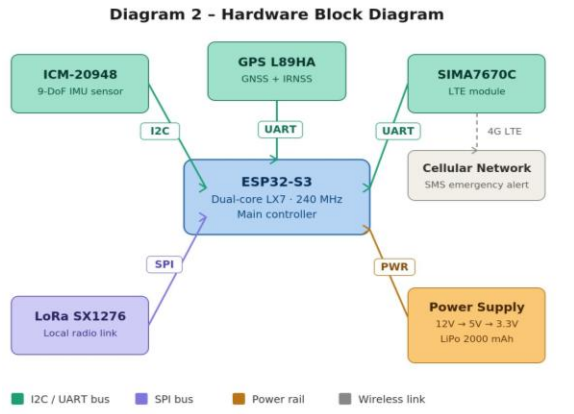 Diagram 2 – Hardware Block Diagram
ICM-20948
9-DoF IMU sensor
GPS L89HA
GNSS + IRNSS
SIMA7670C
LTE module
I2C
UART
UART
4G LTE
Cellular Network
SMS emergency alert
ESP32-S3
Dual-core LX7 · 240 MHz
Main controller
SPI
PWR
LoRa SX1276
Local radio link
Power Supply
12V → 5V → 3.3V
LiPo 2000 mAh
I2C / UART bus
SPI bus
Power rail
Wireless link